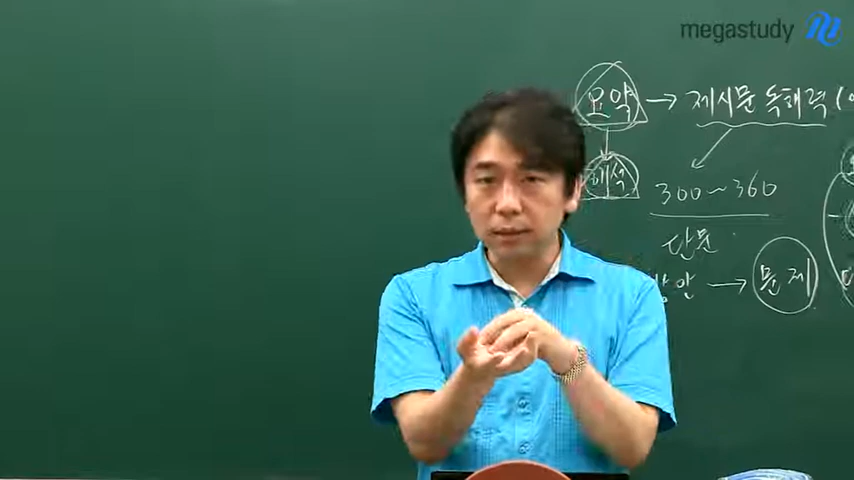 megastudy
요약 → 제시문 독해력 (
해석
300~360
단문
방안 → 문제